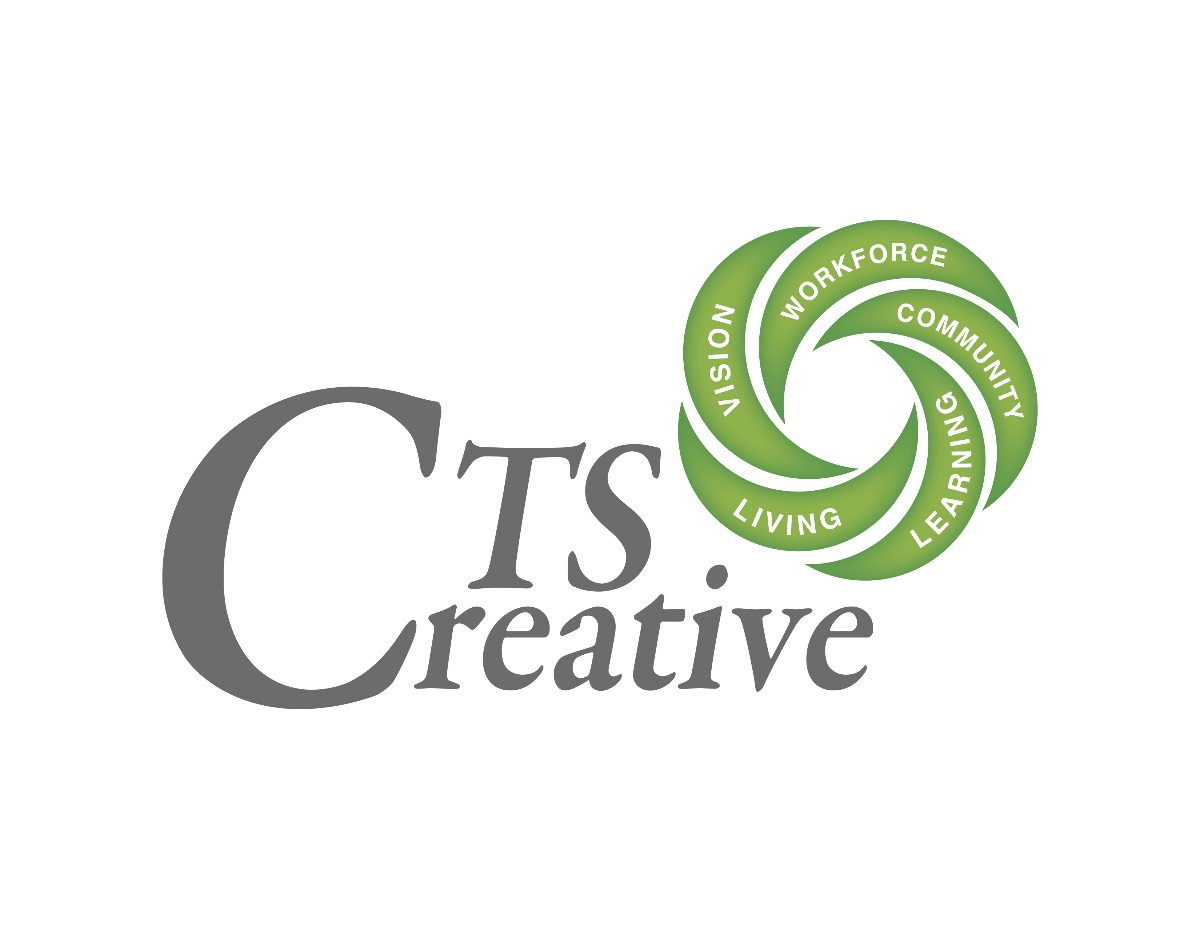 CTS
Creative
VISION
WORKFORCE
COMMUNITY
LEARNING
LIVING